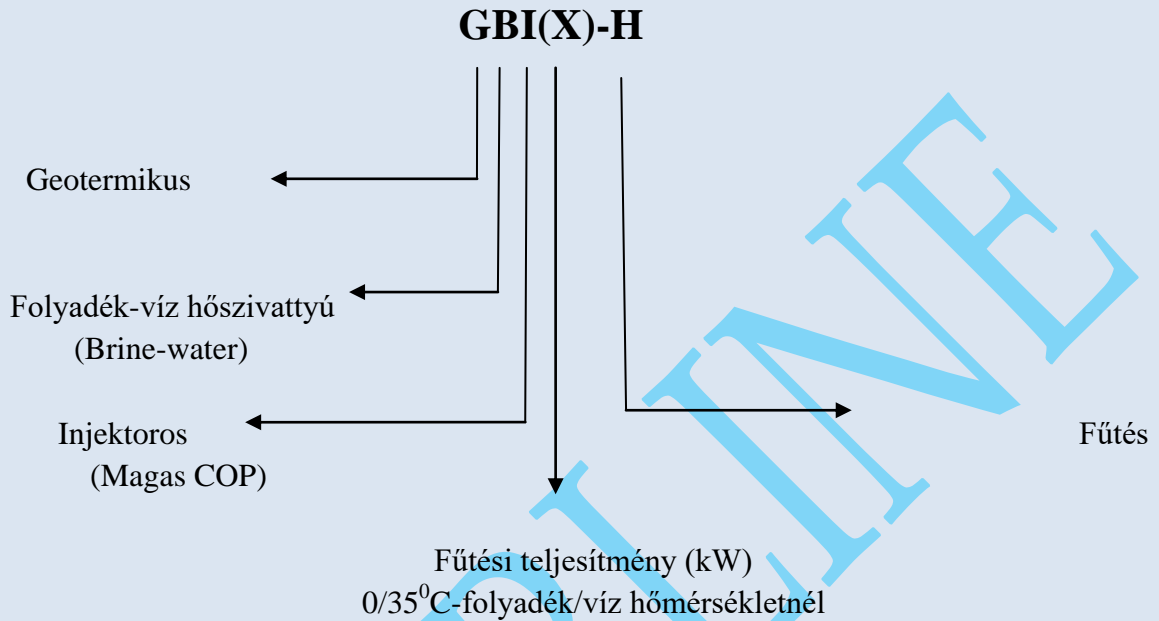 GBI(X)-H
Geotermikus
Folyadék-víz hőszivattyú
(Brine-water)
Injektoros
(Magas COP)
Fűtés
Fűtési teljesítmény (kW)
0/35⁰C-folyadék/víz hőmérsékletnél